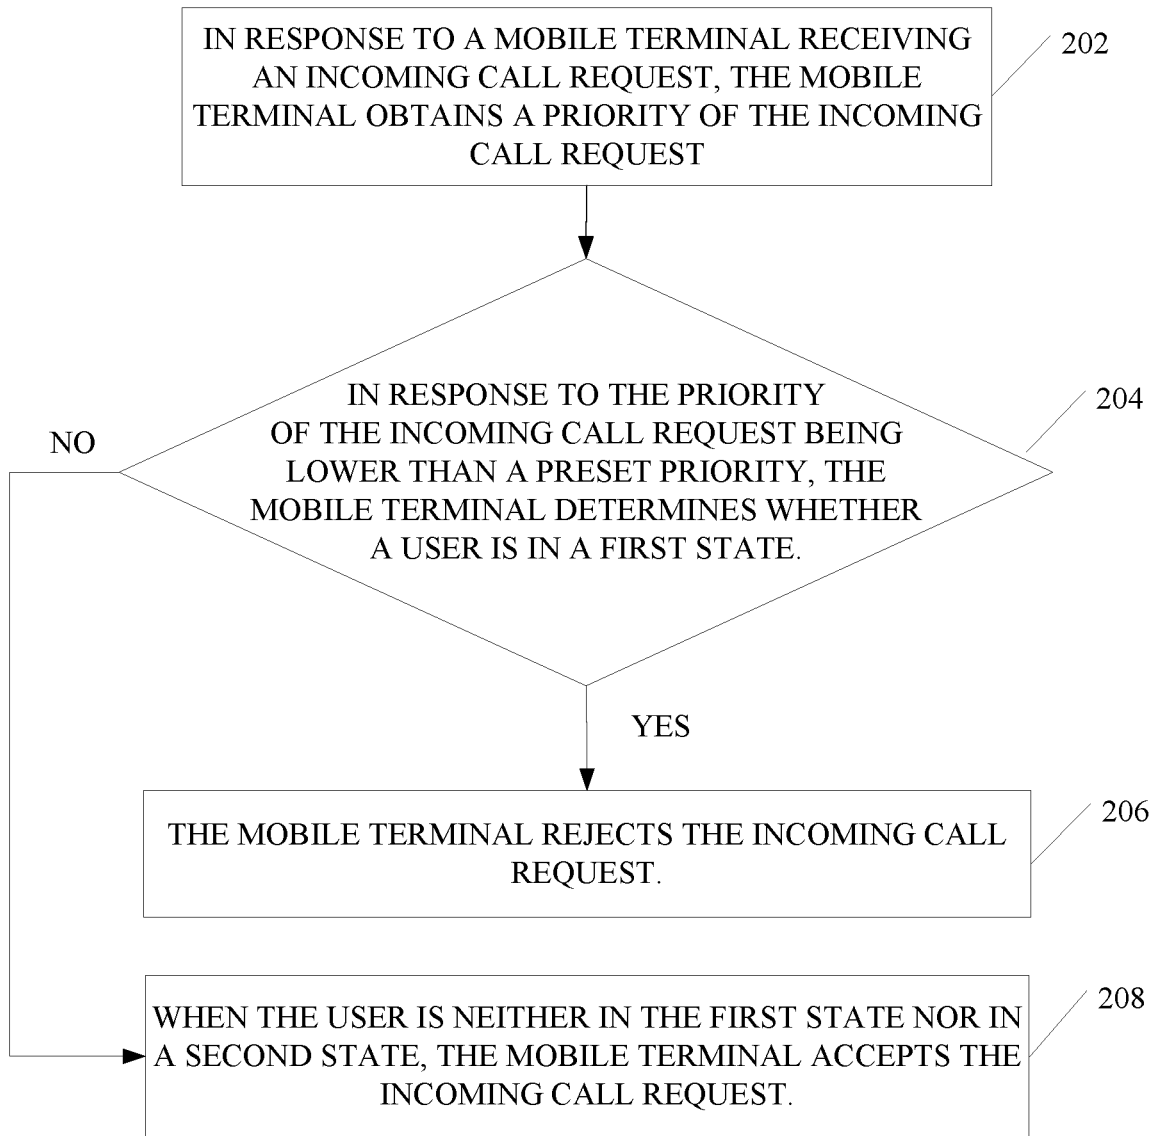 IN RESPONSE TO A MOBILE TERMINAL RECEIVING
AN INCOMING CALL REQUEST, THE MOBILE
TERMINAL OBTAINS A PRIORITY OF THE INCOMING
CALL REQUEST
202
IN RESPONSE TO THE PRIORITY
OF THE INCOMING CALL REQUEST BEING
LOWER THAN A PRESET PRIORITY, THE
MOBILE TERMINAL DETERMINES WHETHER
A USER IS IN A FIRST STATE.
204
NO
YES
THE MOBILE TERMINAL REJECTS THE INCOMING CALL
REQUEST.
206
WHEN THE USER IS NEITHER IN THE FIRST STATE NOR IN
A SECOND STATE, THE MOBILE TERMINAL ACCEPTS THE
INCOMING CALL REQUEST.
208